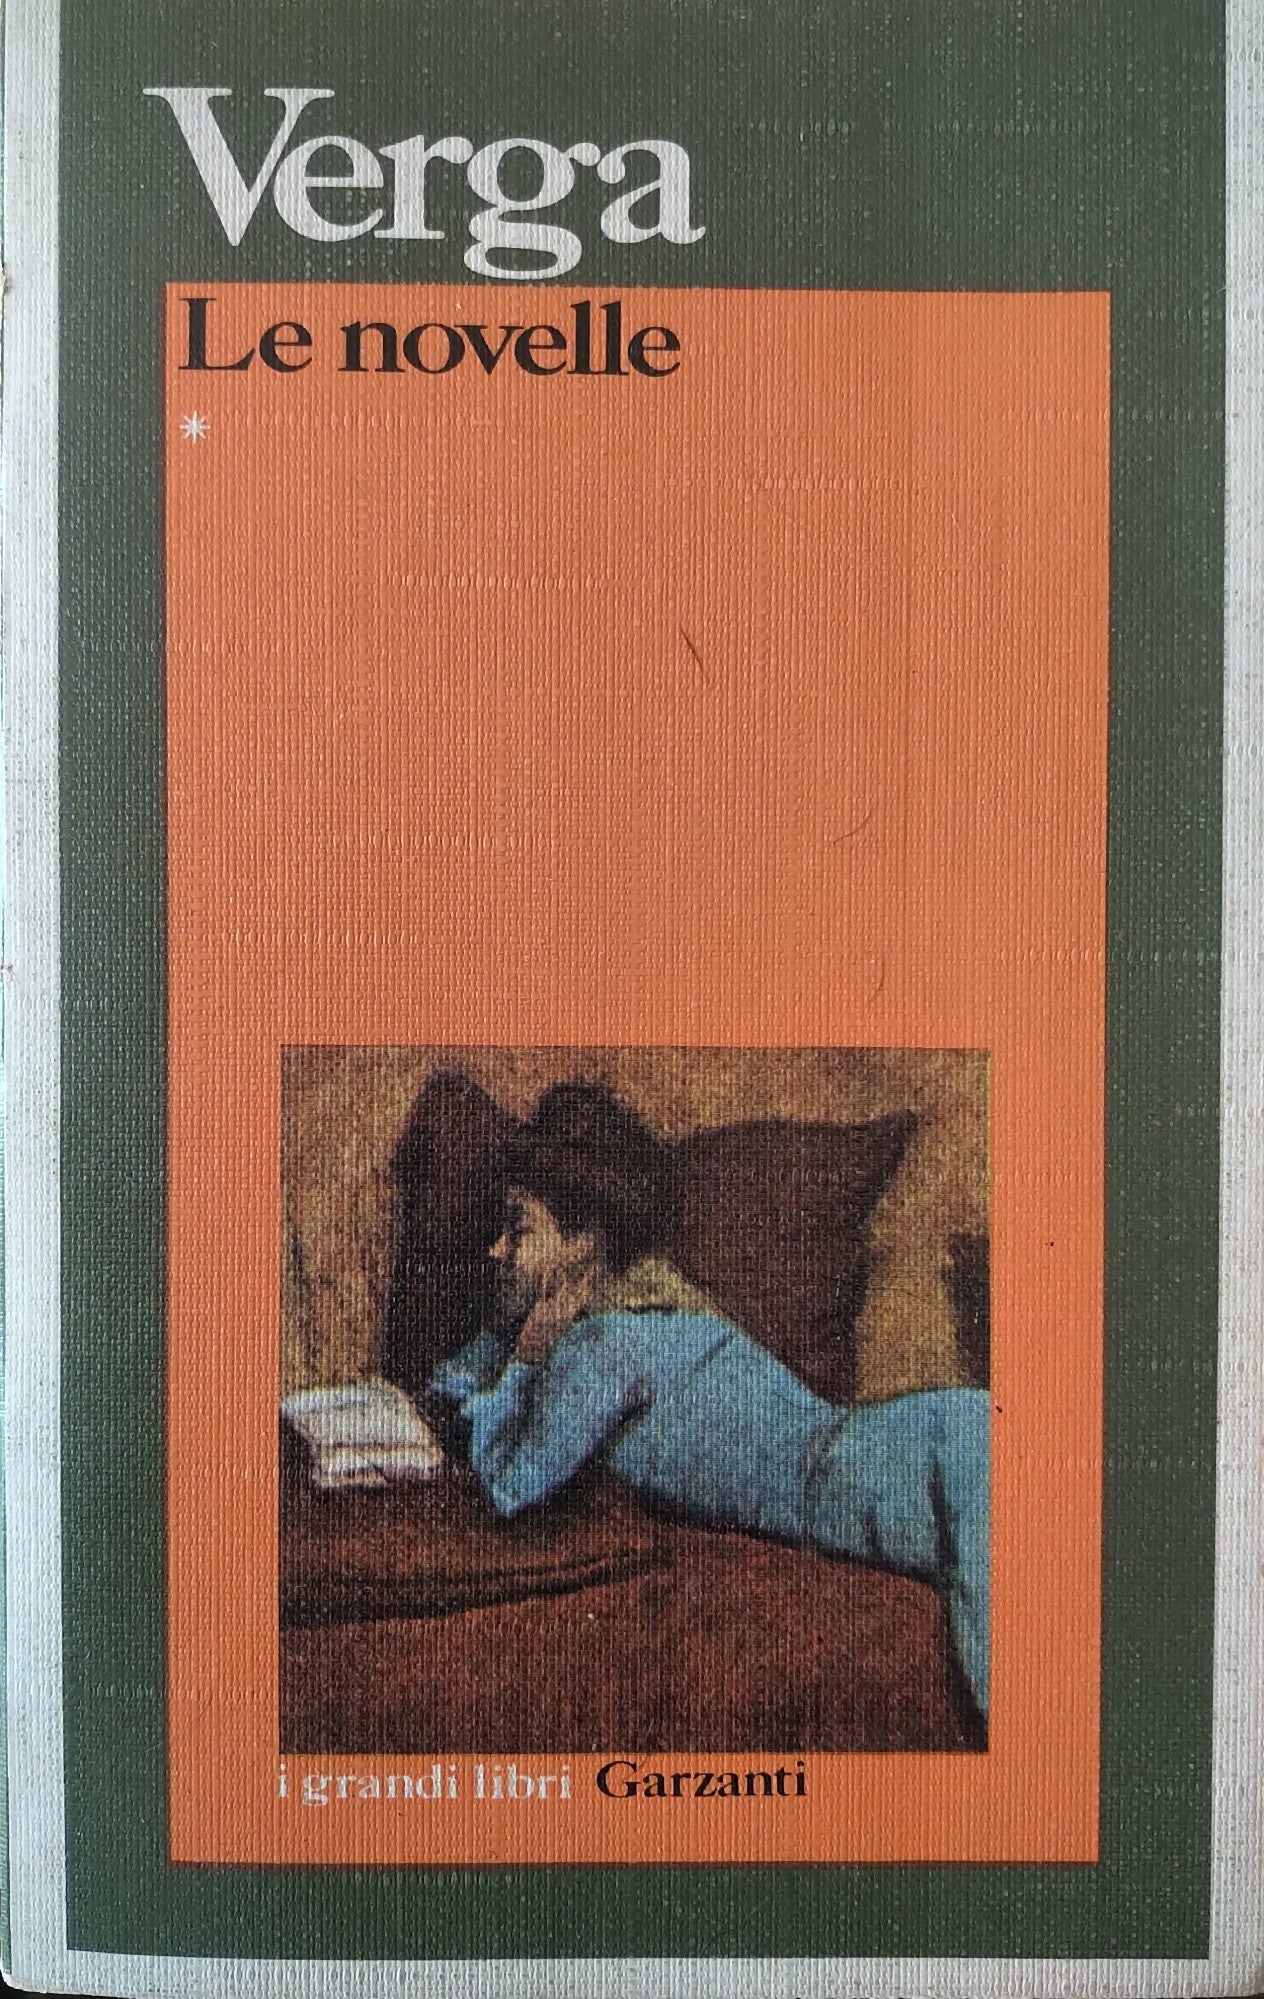 Verga
Le novelle
*
i grandi libri Garzanti